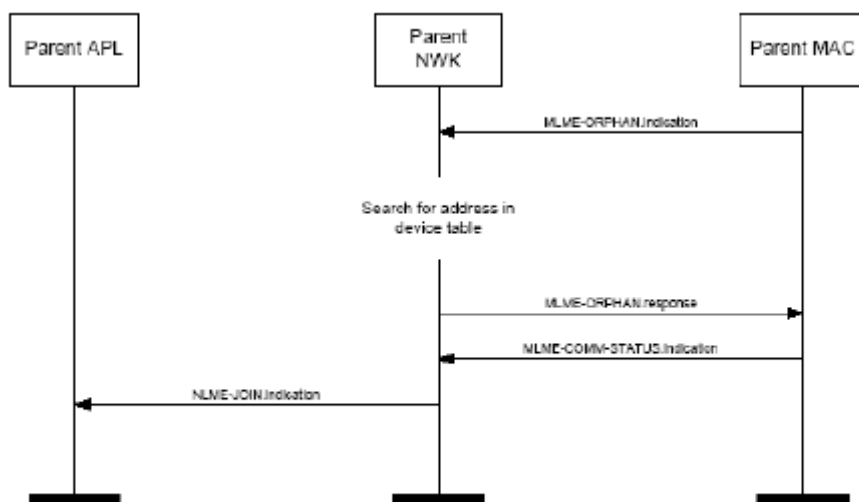 Parent APL
Parent
NWK
Parent MAC
MLME-ORPHAN.indication
Search for address in
device table
MLME-ORPHAN.response
MLME-COMM-STATUS.indication
NLME-JOIN.indication